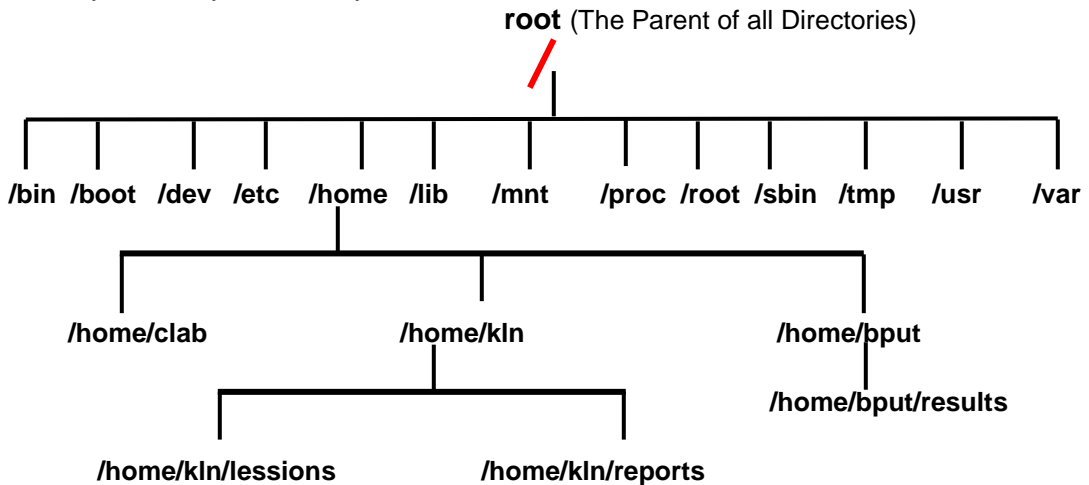 root (The Parent of all Directories)
/bin /boot /dev /etc /home /lib /mnt /proc /root /sbin /tmp /usr /var
/home/clab /home/kln /home/bput
/home/bput/results
/home/kln/lessions /home/kln/reports